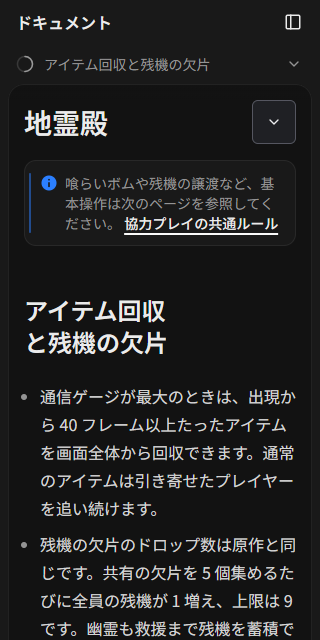 ドキュメント
アイテム回収と残機の欠片
地霊殿
喰らいボムや残機の譲渡など、基
本操作は次のページを参照してく
ださい。 協力プレイの共通ルール
アイテム回収
と残機の欠片
通信ゲージが最大のときは、出現か
ら 40 フレーム以上たったアイテム
を画面全体から回収できます。通常
のアイテムは引き寄せたプレイヤー
を追い続けます。
残機の欠片のドロップ数は原作と同
じです。共有の欠片を 5 個集めるた
びに全員の残機が 1 増え、上限は 9
です。幽霊も救援まで残機を蓄積で